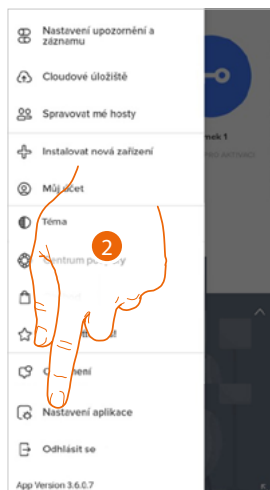 Nastavení upozornění a
záznamu
Cloudové úložiště
Spravovat mé hosty
Instalovat nová zařízení
Můj účet
Téma
2
Centrum
Nastavení aplikace
Odhlásit se
App Version 3.6.0.7